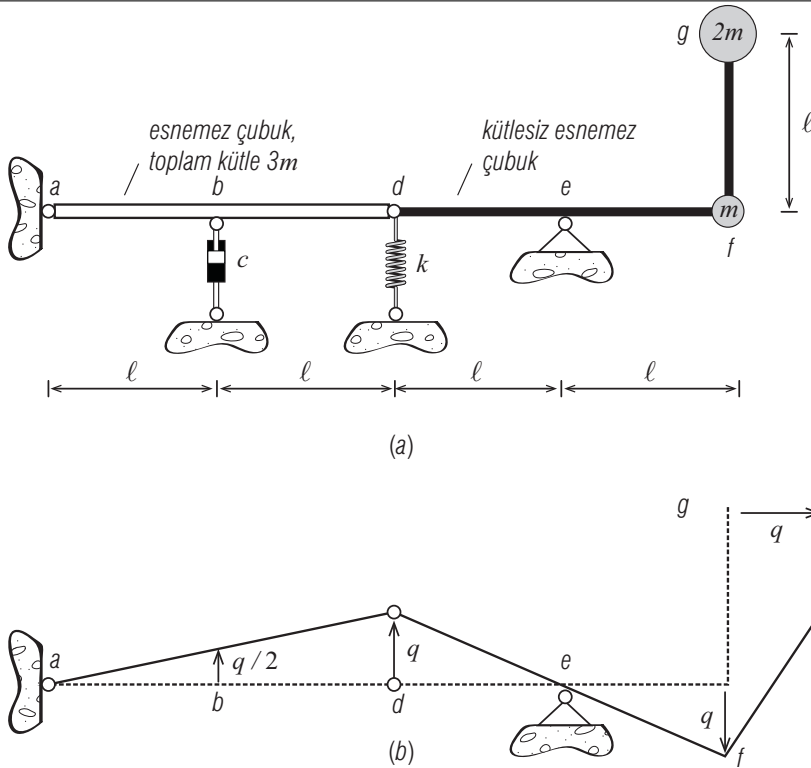 g 2m
ℓ
esnemez çubuk,
toplam kütle 3m
kütlesiz esnemez
çubuk
a b d e
m
f
c k
ℓ ℓ ℓ ℓ
(a)
g
q
a q / 2 q e
b d q f
(b)